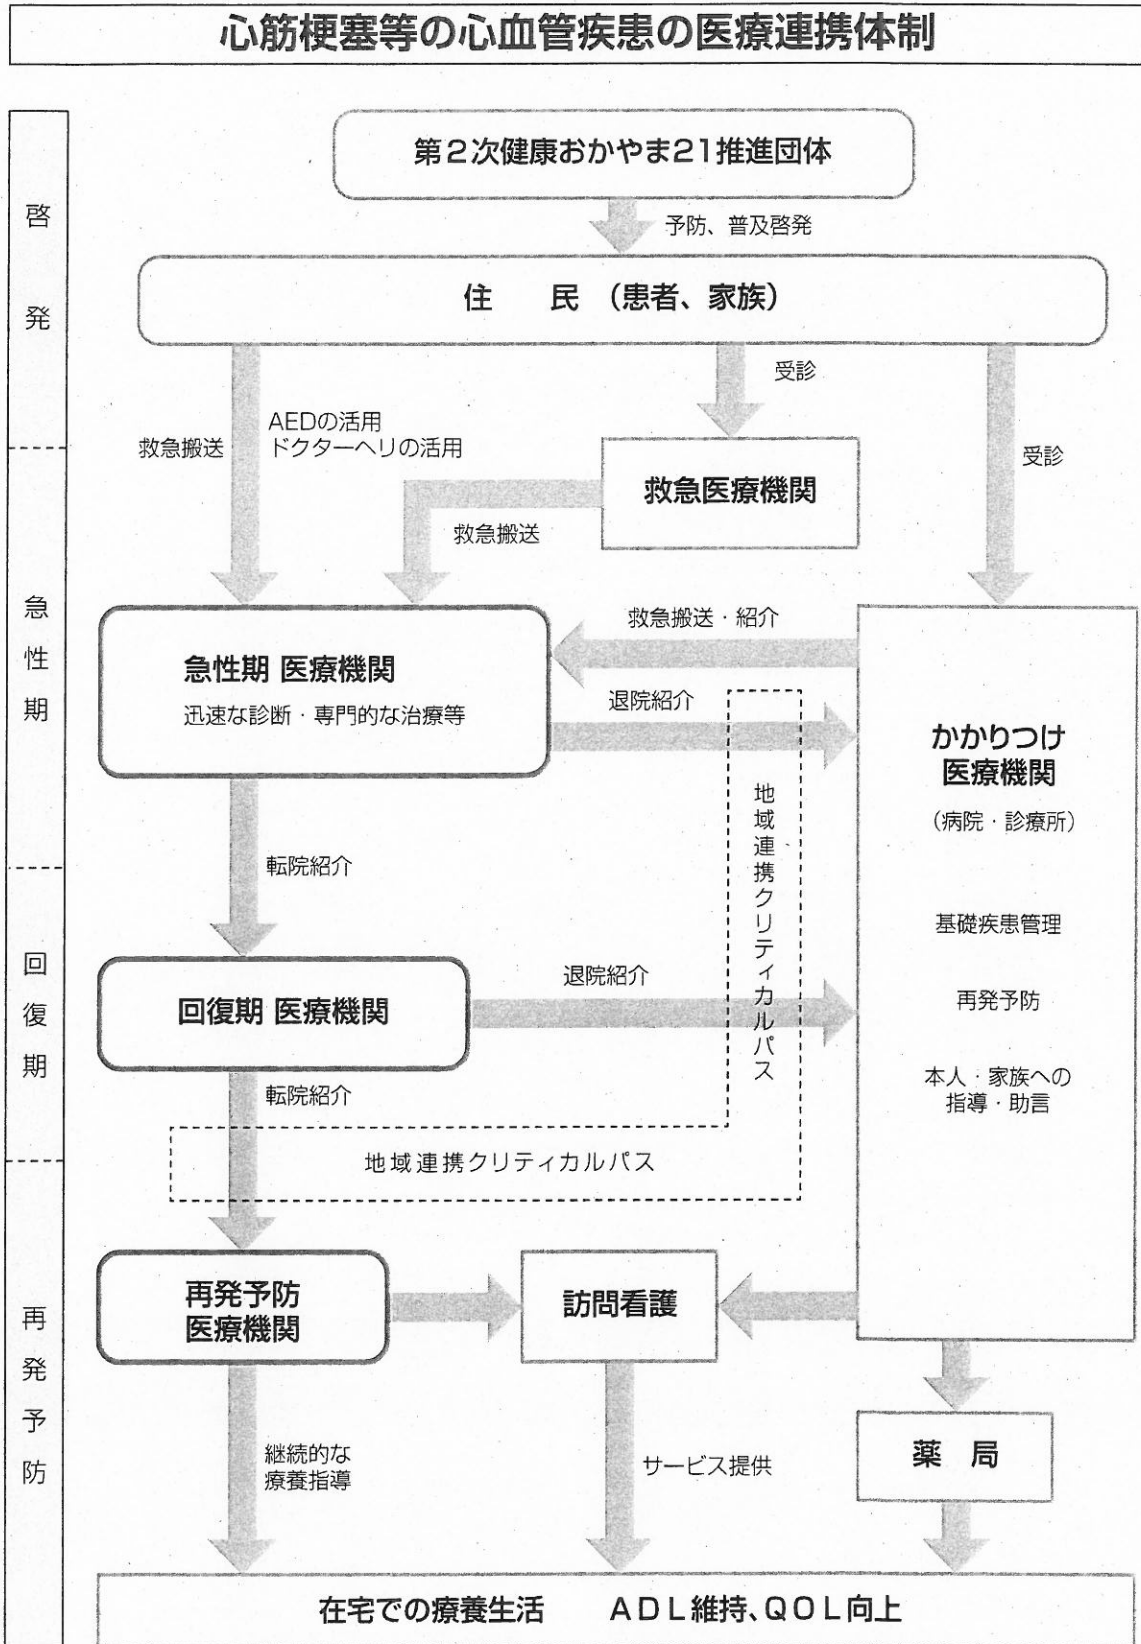 心筋梗塞等の心血管疾患の医療連携体制
啓発
第2次健康おかやま21推進団体
予防、普及啓発
住　民 （患者、家族）
救急搬送
AEDの活用
ドクターヘリの活用
受診
受診
救急医療機関
救急搬送
急性期
急性期 医療機関
迅速な診断・専門的な治療等
救急搬送・紹介
退院紹介
かかりつけ
医療機関
（病院・診療所）
基礎疾患管理
再発予防
本人・家族への
指導・助言
地域連携クリティカルパス
転院紹介
回復期
回復期 医療機関
退院紹介
転院紹介
地域連携クリティカルパス
再発予防
再発予防
医療機関
訪問看護
継続的な
療養指導
サービス提供
薬　局
在宅での療養生活　ＡＤＬ維持、ＱＯＬ向上